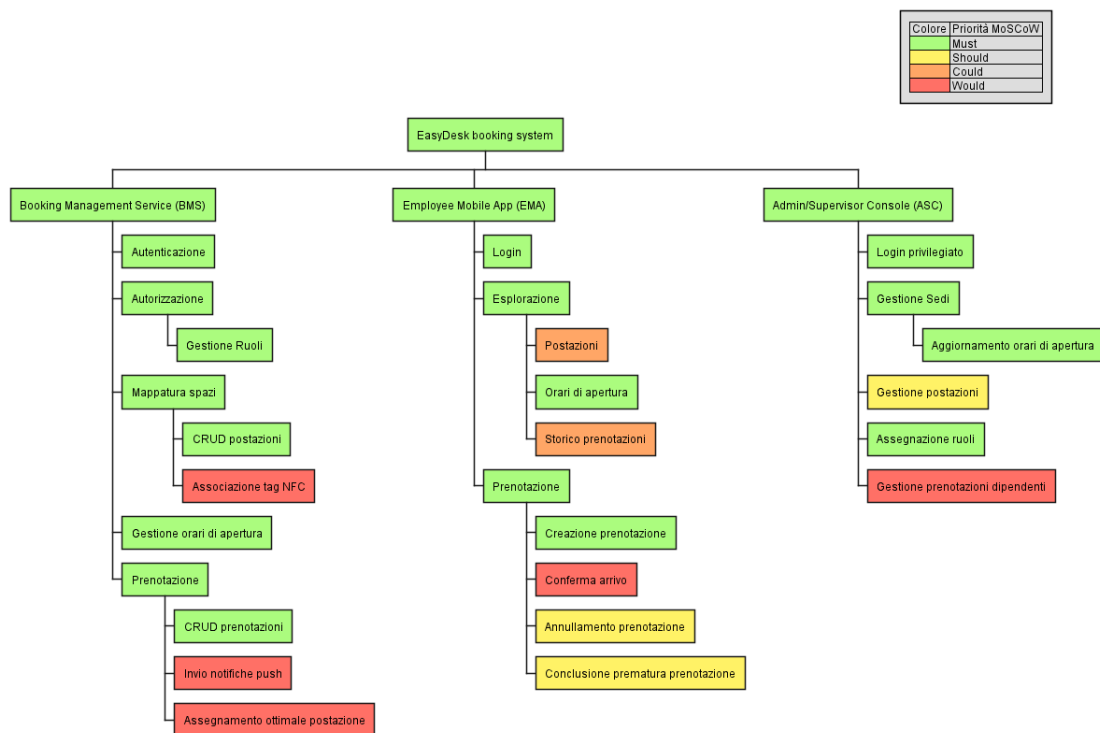 Colore Priorità MoSCoW
Must
Should
Could
Would
EasyDesk booking system
Booking Management Service (BMS)
Autenticazione
Autorizzazione
Gestione Ruoli
Mappatura spazi
CRUD postazioni
Associazione tag NFC
Gestione orari di apertura
Prenotazione
CRUD prenotazioni
Invio notifiche push
Assegnamento ottimale postazione
Employee Mobile App (EMA)
Login
Esplorazione
Postazioni
Orari di apertura
Storico prenotazioni
Prenotazione
Creazione prenotazione
Conferma arrivo
Annullamento prenotazione
Conclusione prematura prenotazione
Admin/Supervisor Console (ASC)
Login privilegiato
Gestione Sedi
Aggiornamento orari di apertura
Gestione postazioni
Assegnazione ruoli
Gestione prenotazioni dipendenti